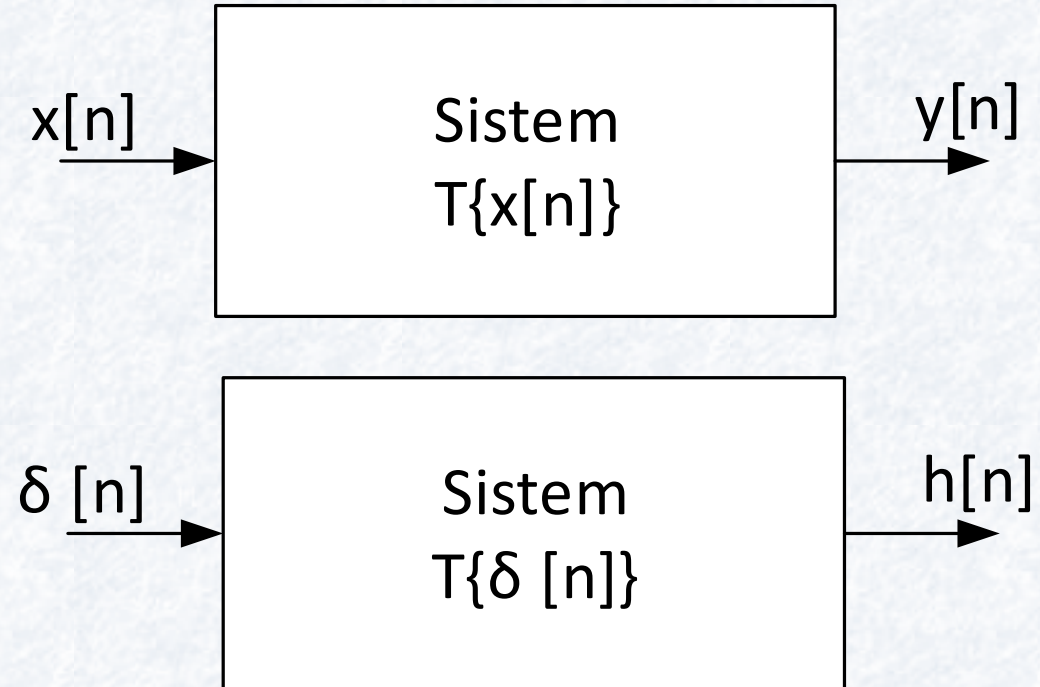 x[n]
Sistem
T{x[n]}
y[n]
δ [n]
Sistem
T{δ [n]}
h[n]